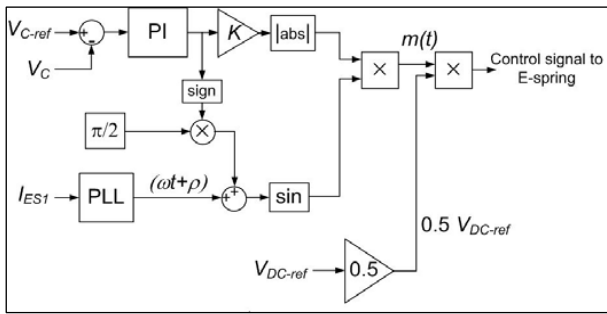 V_C-ref
+
-
PI
K
|abs|
×
m(t)
×
Control signal to
E-spring
V_C
sign
π/2
×
I_ES1
PLL
(ωt+ρ)
+
+
sin
0.5 V_DC-ref
V_DC-ref
0.5